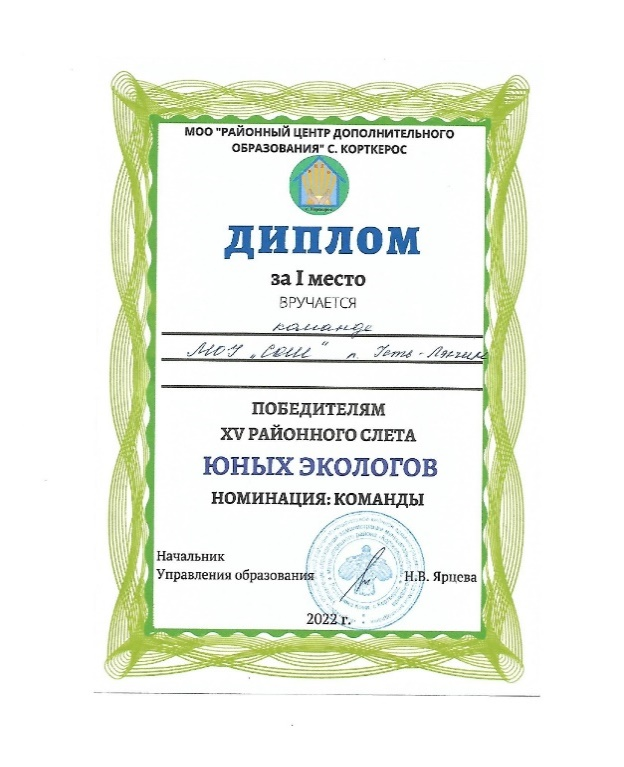 МОО "РАЙОННЫЙ ЦЕНТР ДОПОЛНИТЕЛЬНОГО
ОБРАЗОВАНИЯ" С. КОРТКЕРОС
ДИПЛОМ
за I место
ВРУЧАЕТСЯ
команде
МОУ „СОШ" п. Усть-Лэкчим
ПОБЕДИТЕЛЯМ
XV РАЙОННОГО СЛЕТА
ЮНЫХ ЭКОЛОГОВ
НОМИНАЦИЯ: КОМАНДЫ
Начальник
Управления образования Н.В. Ярцева
2022 г.